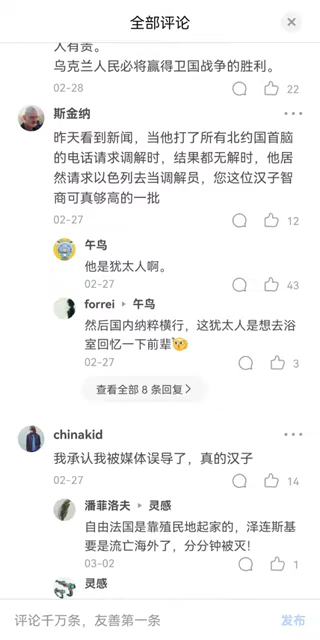 全部评论
人有责。
乌克兰人民必将赢得卫国战争的胜利。
02-28
22
斯金纳
昨天看到新闻，当他打了所有北约国首脑
的电话请求调解时，结果都无解时，他居
然请求以色列去当调解员，您这位汉子智
商可真够高的一批
02-27
12
午鸟
他是犹太人啊。
02-27
43
forrei ▸ 午鸟
然后国内纳粹横行，这犹太人是想去浴
室回忆一下前辈
02-27
3
查看全部 8 条回复 >
chinakid
我承认我被媒体误导了，真的汉子
02-27
14
潘菲洛夫 ▸ 灵感
自由法国是靠殖民地起家的，泽连斯基
要是流亡海外了，分分钟被灭！
03-02
1
灵感
评论千万条，友善第一条
发布